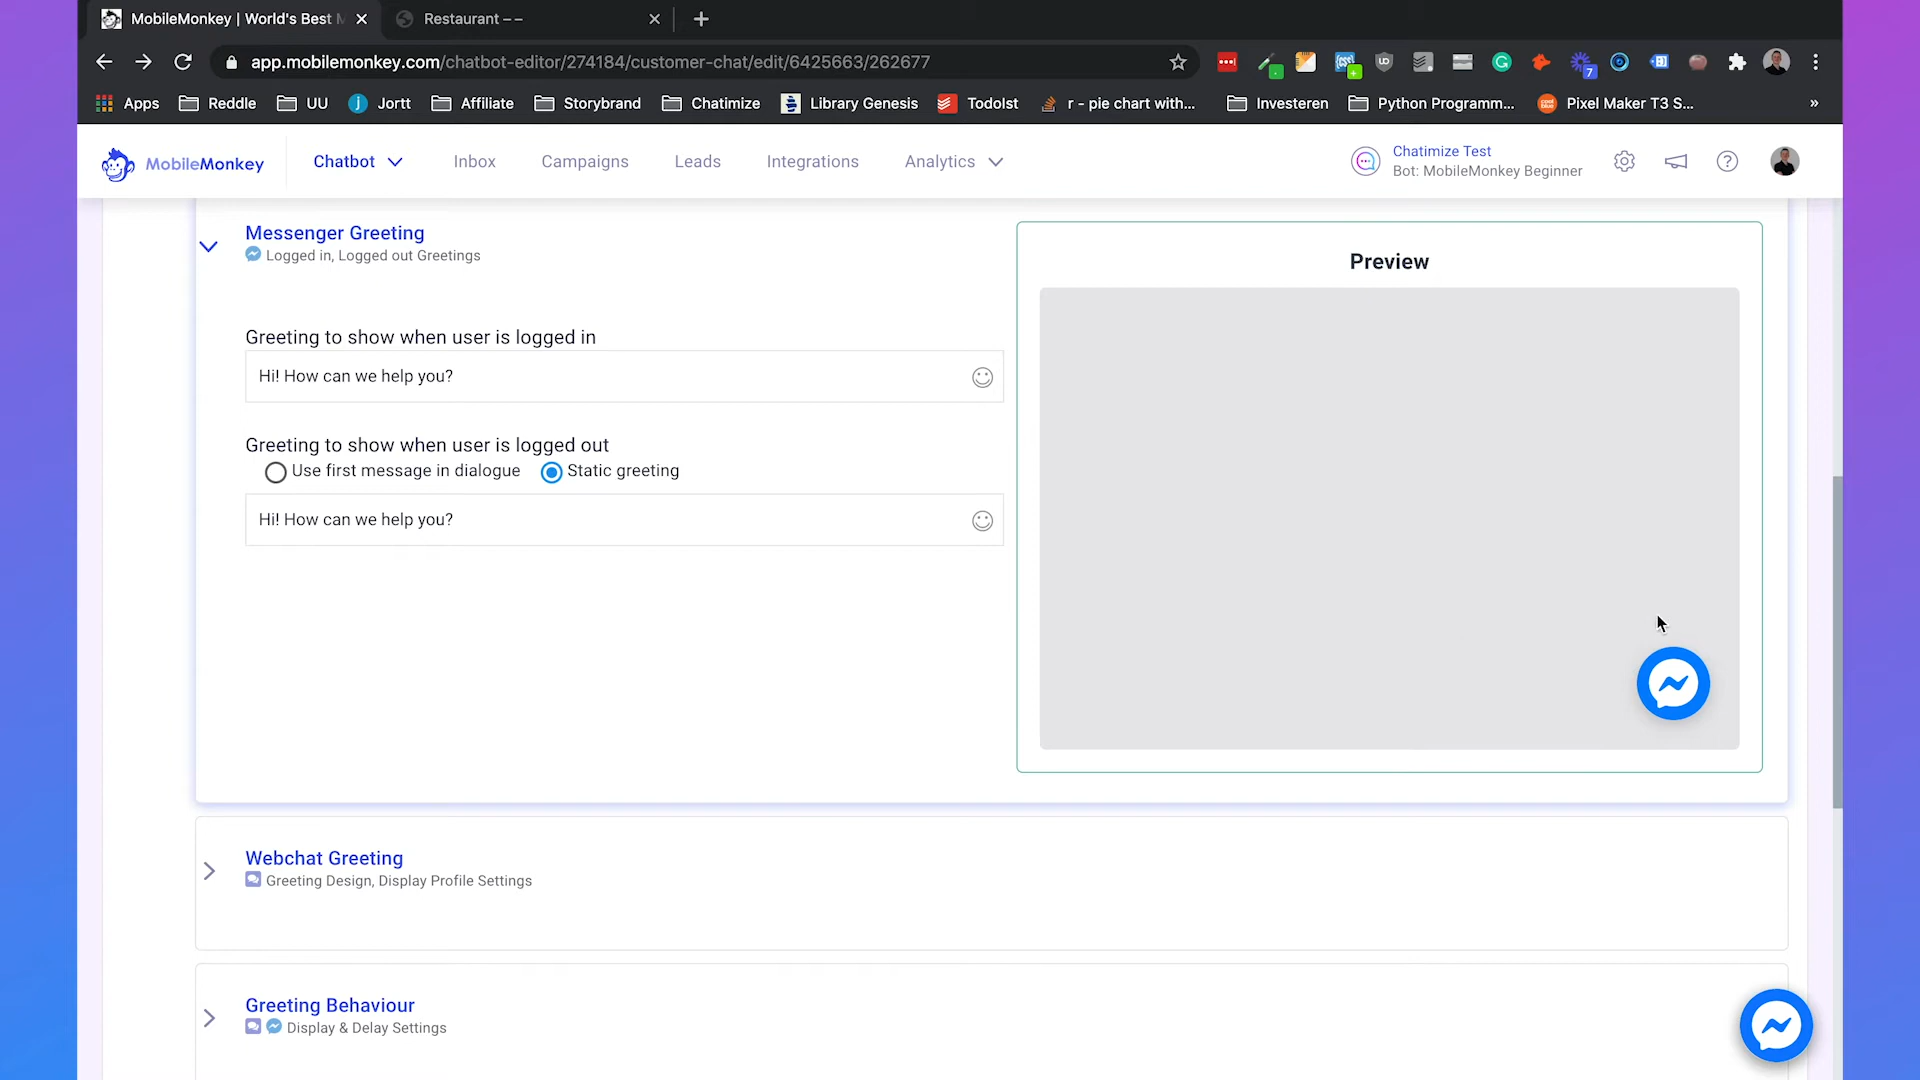 MobileMonkey | World's Best M
Restaurant – –
app.mobilemonkey.com/chatbot-editor/274184/customer-chat/edit/6425663/262677
7
Apps
Reddle
UU
Jortt
Affiliate
Storybrand
Chatimize
Library Genesis
Todolst
r - pie chart with...
Investeren
Python Programm...
Pixel Maker T3 S...
»
MobileMonkey
Chatbot
Inbox
Campaigns
Leads
Integrations
Analytics
Chatimize Test
Bot: MobileMonkey Beginner
Messenger Greeting
Logged in, Logged out Greetings
Greeting to show when user is logged in
Hi! How can we help you?
Greeting to show when user is logged out
Use first message in dialogue
Static greeting
Hi! How can we help you?
Preview
Webchat Greeting
Greeting Design, Display Profile Settings
Greeting Behaviour
Display & Delay Settings